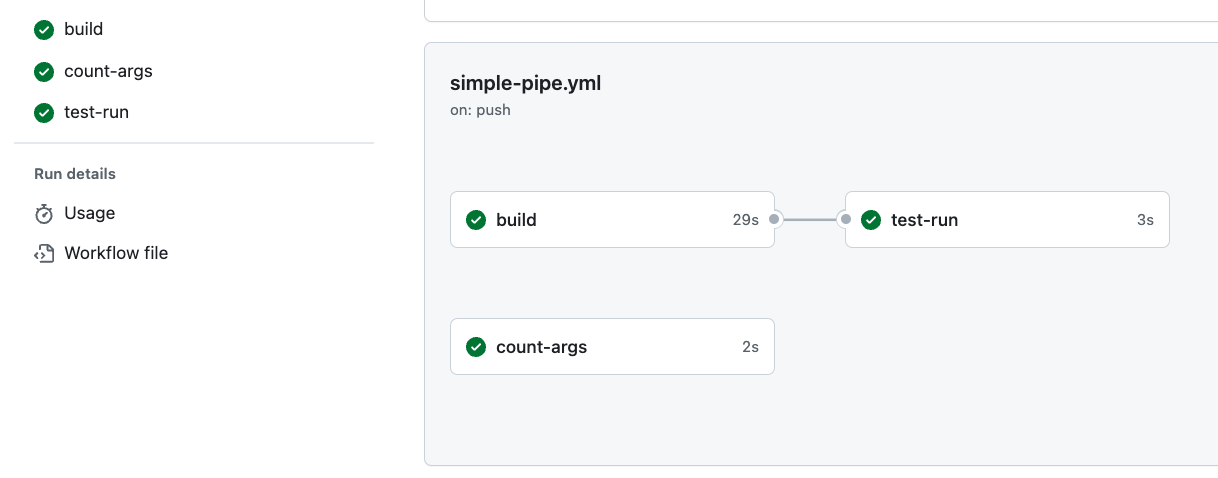 build
count-args
test-run
Run details
Usage
Workflow file
simple-pipe.yml
on: push
build 29s
test-run 3s
count-args 2s